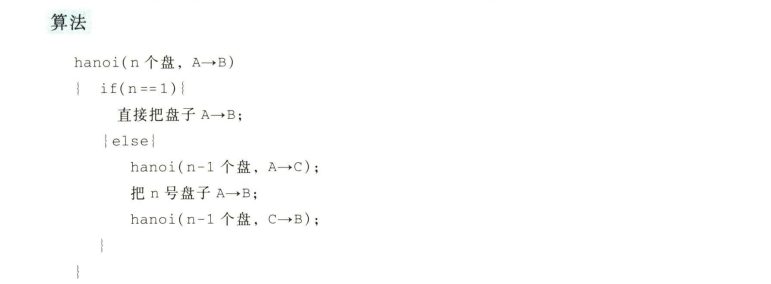 算法
hanoi(n 个盘，A→B)
{ if(n==1){
直接把盘子 A→B;
}else{
hanoi(n-1 个盘，A→C);
把 n 号盘子 A→B;
hanoi(n-1 个盘，C→B);
}
}